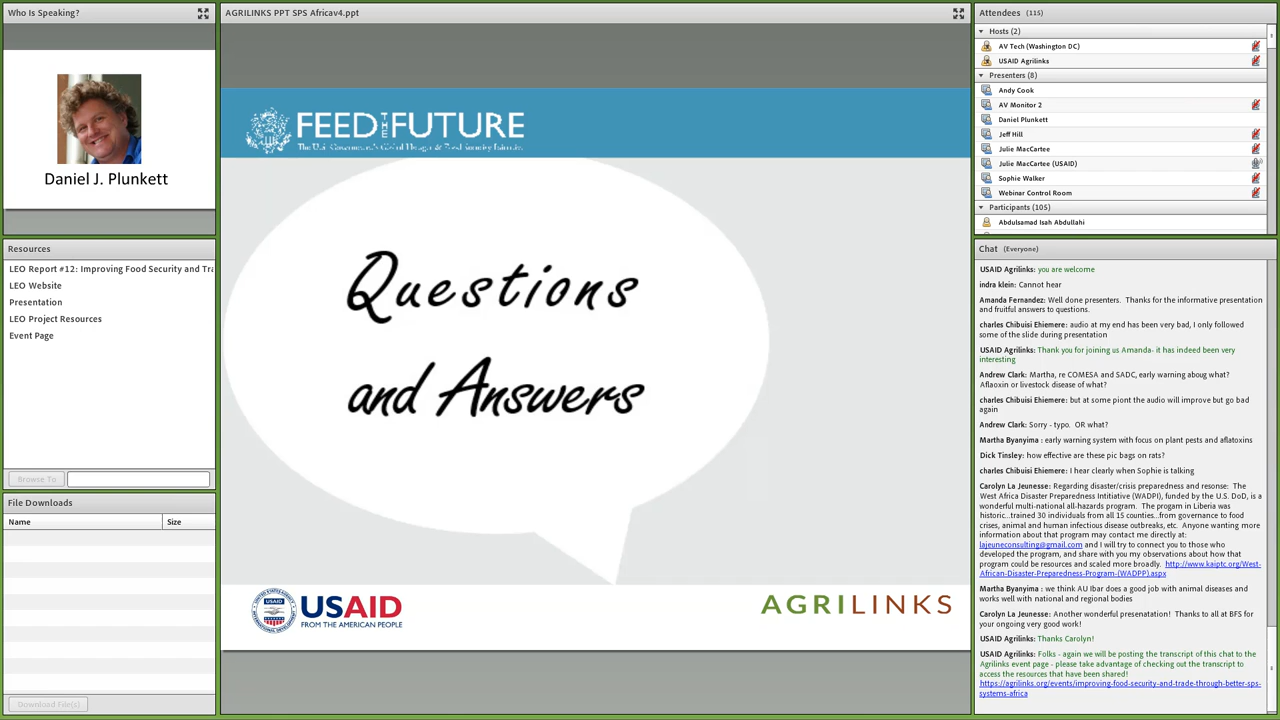 Who Is Speaking?
Daniel J. Plunkett
Resources
LEO Report #12: Improving Food Security and Tra
LEO Website
Presentation
LEO Project Resources
Event Page
Browse To
File Downloads
Name Size
Download File(s)
AGRILINKS PPT SPS Africav4.ppt
FEED THE FUTURE
The U.S. Government's Global Hunger & Food Security Initiative
Questions
and Answers
USAID
FROM THE AMERICAN PEOPLE
AGRILINKS
Attendees (115)
Hosts (2)
AV Tech (Washington DC)
USAID Agrilinks
Presenters (8)
Andy Cook
AV Monitor 2
Daniel Plunkett
Jeff Hill
Julie MacCartee
Julie MacCartee (USAID)
Sophie Walker
Webinar Control Room
Participants (105)
Abdulsamad Isah Abdullahi
Chat (Everyone)
USAID Agrilinks: you are welcome
indra klein: Cannot hear
Amanda Fernandez: Well done presenters. Thanks for the informative presentation
and fruitful answers to questions.
charles Chibuisi Ehiemere: audio at my end has been very bad, I only followed
some of the slide during presentation
USAID Agrilinks: Thank you for joining us Amanda- it has indeed been very
interesting
Andrew Clark: Martha, re COMESA and SADC, early warning aboug what?
Aflaoxin or livestock disease of what?
charles Chibuisi Ehiemere: but at some piont the audio will improve but go bad
again
Andrew Clark: Sorry - typo. OR what?
Martha Byanyima : early warning system with focus on plant pests and aflatoxins
Dick Tinsley: how effective are these pic bags on rats?
charles Chibuisi Ehiemere: I hear clearly when Sophie is talking
Carolyn La Jeunesse: Regarding disaster/crisis preparedness and resonse: The
West Africa Disaster Preparedness Intitiative (WADPI), funded by the U.S. DoD, is a
wonderful multi-national all-hazards program. The progam in Liberia was
historic...trained 30 individuals from all 15 counties...from governance to food
crises, animal and human infectious disease outbreaks, etc. Anyone wanting more
information about that program may contact me directly at:
lajeuneconsulting@gmail.com and I will try to connect you to those who
developed the program, and share with you my observations about how that
program could be resources and scaled more broadly. http://www.kaiptc.org/West-
African-Disaster-Preparedness-Program-(WADPP).aspx
Martha Byanyima : we think AU Ibar does a good job with animal diseases and
works well with national and regional bodies
Carolyn La Jeunesse: Another wonderful presentation! Thanks to all at BFS for
your ongoing very good work!
USAID Agrilinks: Thanks Carolyn!
USAID Agrilinks: Folks - again we will be posting the transcript of this chat to the
Agrilinks event page - please take advantage of checking out the transcript to
access the resources that have been shared!
https://agrilinks.org/events/improving-food-security-and-trade-through-better-sps-
systems-africa